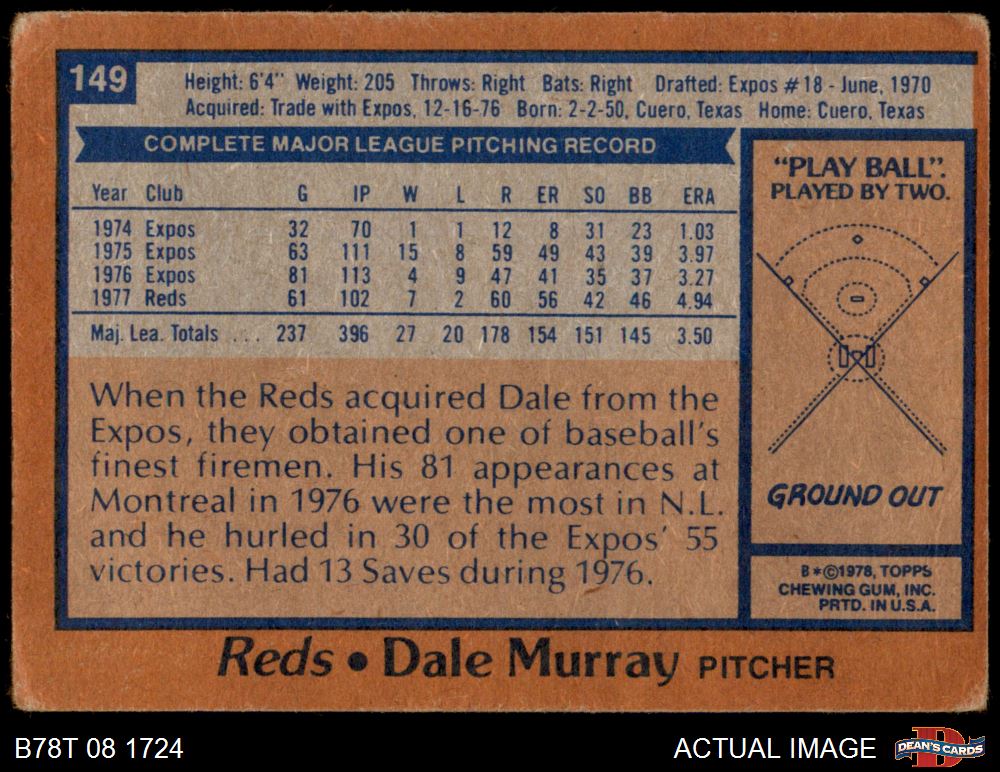 149
Height: 6'4" Weight: 205 Throws: Right Bats: Right Drafted: Expos #18 - June, 1970
Acquired: Trade with Expos, 12-16-76 Born: 2-2-50, Cuero, Texas Home: Cuero, Texas
COMPLETE MAJOR LEAGUE PITCHING RECORD
Year Club G IP W L R ER SO BB ERA
1974 Expos 32 70 1 1 12 8 31 23 1.03
1975 Expos 63 111 15 8 59 49 43 39 3.97
1976 Expos 81 113 4 9 47 41 35 37 3.27
1977 Reds 61 102 7 2 60 56 42 46 4.94
Maj. Lea. Totals ... 237 396 27 20 178 154 151 145 3.50
When the Reds acquired Dale from the
Expos, they obtained one of baseball's
finest firemen. His 81 appearances at
Montreal in 1976 were the most in N.L.
and he hurled in 30 of the Expos' 55
victories. Had 13 Saves during 1976.
"PLAY BALL".
PLAYED BY TWO.
GROUND OUT
B*©1978, TOPPS
CHEWING GUM, INC.
PRTD. IN U.S.A.
Reds • Dale Murray PITCHER
B78T 08 1724
ACTUAL IMAGE
DEAN'S CARDS